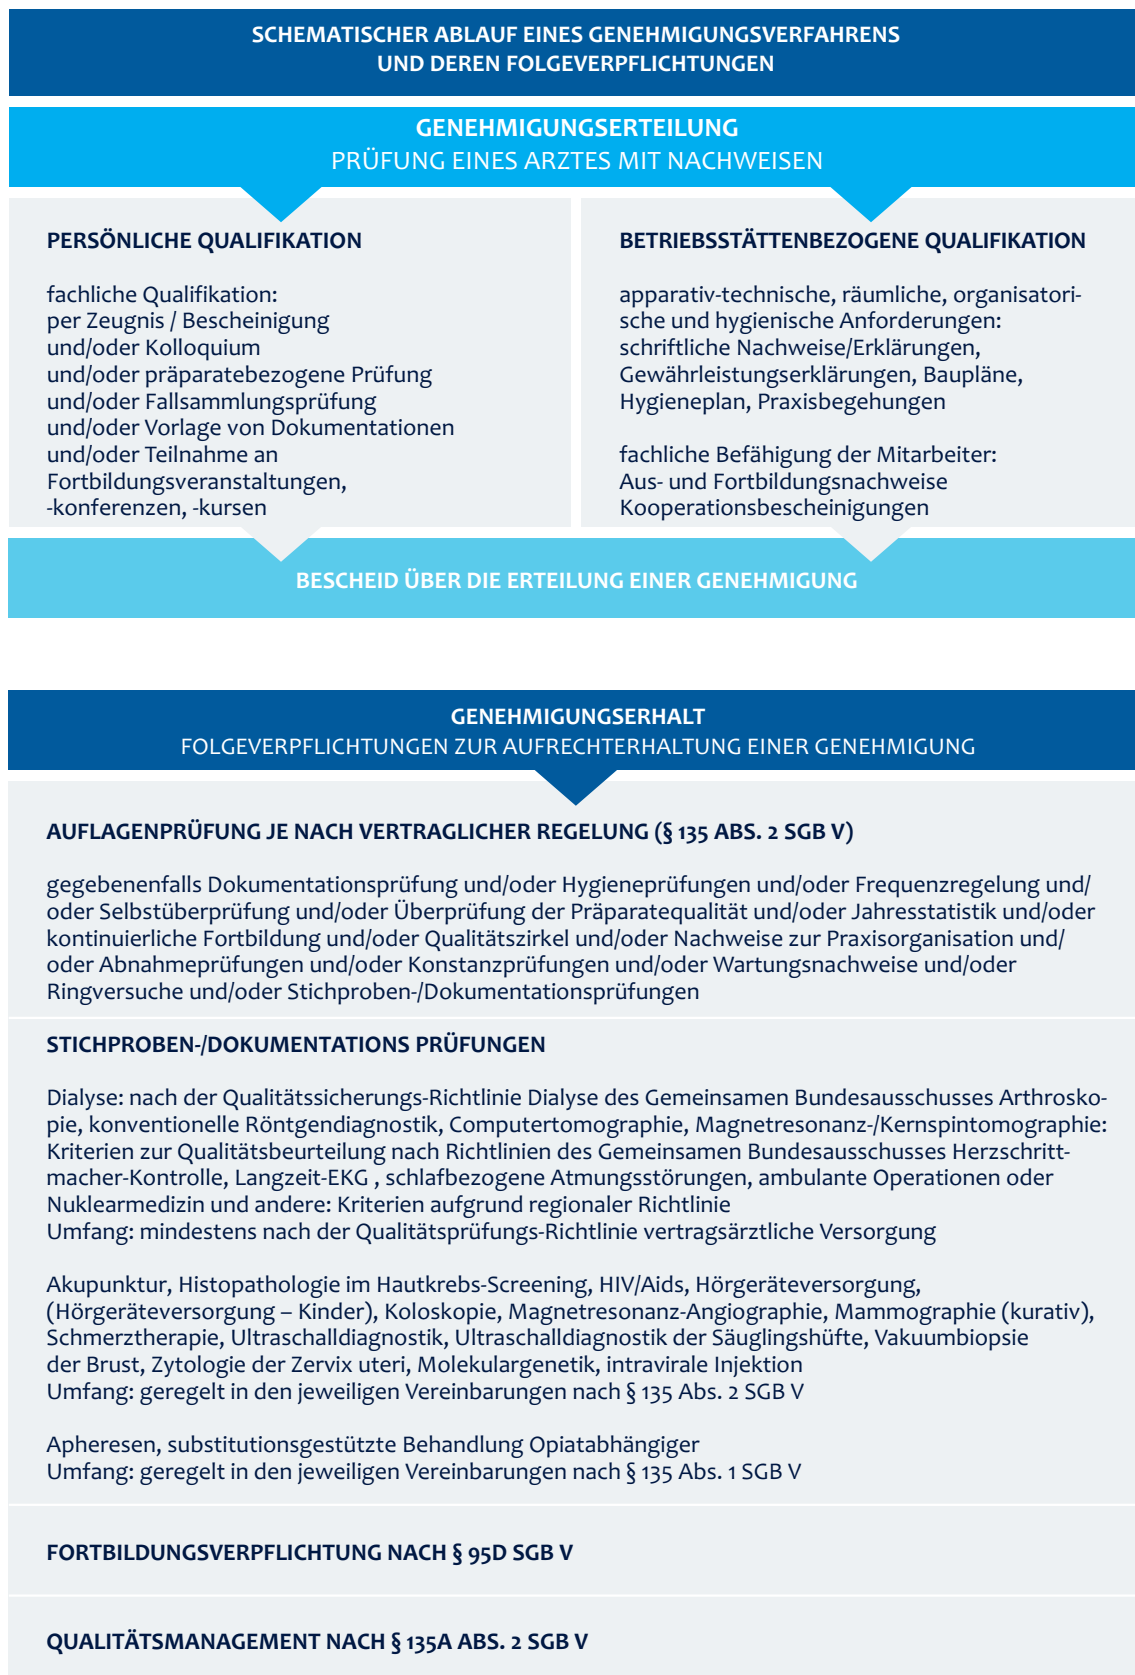 SCHEMATISCHER ABLAUF EINES GENEHMIGUNGSVERFAHRENS
UND DEREN FOLGEVERPFLICHTUNGEN
GENEHMIGUNGSERTEILUNG
PRÜFUNG EINES ARZTES MIT NACHWEISEN
PERSÖNLICHE QUALIFIKATION
fachliche Qualifikation:
per Zeugnis / Bescheinigung
und/oder Kolloquium
und/oder präparatebezogene Prüfung
und/oder Fallsammlungsprüfung
und/oder Vorlage von Dokumentationen
und/oder Teilnahme an
Fortbildungsveranstaltungen,
-konferenzen, -kursen
BETRIEBSSTÄTTENBEZOGENE QUALIFIKATION
apparativ-technische, räumliche, organisatori-
sche und hygienische Anforderungen:
schriftliche Nachweise/Erklärungen,
Gewährleistungserklärungen, Baupläne,
Hygieneplan, Praxisbegehungen
fachliche Befähigung der Mitarbeiter:
Aus- und Fortbildungsnachweise
Kooperationsbescheinigungen
BESCHEID ÜBER DIE ERTEILUNG EINER GENEHMIGUNG
GENEHMIGUNGSERHALT
FOLGEVERPFLICHTUNGEN ZUR AUFRECHTERHALTUNG EINER GENEHMIGUNG
AUFLAGENPRÜFUNG JE NACH VERTRAGLICHER REGELUNG (§ 135 ABS. 2 SGB V)
gegebenenfalls Dokumentationsprüfung und/oder Hygieneprüfungen und/oder Frequenzregelung und/
oder Selbstüberprüfung und/oder Überprüfung der Präparatequalität und/oder Jahresstatistik und/oder
kontinuierliche Fortbildung und/oder Qualitätszirkel und/oder Nachweise zur Praxisorganisation und/
oder Abnahmeprüfungen und/oder Konstanzprüfungen und/oder Wartungsnachweise und/oder
Ringversuche und/oder Stichproben-/Dokumentationsprüfungen
STICHPROBEN-/DOKUMENTATIONS PRÜFUNGEN
Dialyse: nach der Qualitätssicherungs-Richtlinie Dialyse des Gemeinsamen Bundesausschusses Arthrosko-
pie, konventionelle Röntgendiagnostik, Computertomographie, Magnetresonanz-/Kernspintomographie:
Kriterien zur Qualitätsbeurteilung nach Richtlinien des Gemeinsamen Bundesausschusses Herzschritt-
macher-Kontrolle, Langzeit-EKG , schlafbezogene Atmungsstörungen, ambulante Operationen oder
Nuklearmedizin und andere: Kriterien aufgrund regionaler Richtlinie
Umfang: mindestens nach der Qualitätsprüfungs-Richtlinie vertragsärztliche Versorgung
Akupunktur, Histopathologie im Hautkrebs-Screening, HIV/Aids, Hörgeräteversorgung,
(Hörgeräteversorgung – Kinder), Koloskopie, Magnetresonanz-Angiographie, Mammographie (kurativ),
Schmerztherapie, Ultraschalldiagnostik, Ultraschalldiagnostik der Säuglingshüfte, Vakuumbiopsie
der Brust, Zytologie der Zervix uteri, Molekulargenetik, intravirale Injektion
Umfang: geregelt in den jeweiligen Vereinbarungen nach § 135 Abs. 2 SGB V
Apheresen, substitutionsgestützte Behandlung Opiatabhängiger
Umfang: geregelt in den jeweiligen Vereinbarungen nach § 135 Abs. 1 SGB V
FORTBILDUNGSVERPFLICHTUNG NACH § 95D SGB V
QUALITÄTSMANAGEMENT NACH § 135A ABS. 2 SGB V